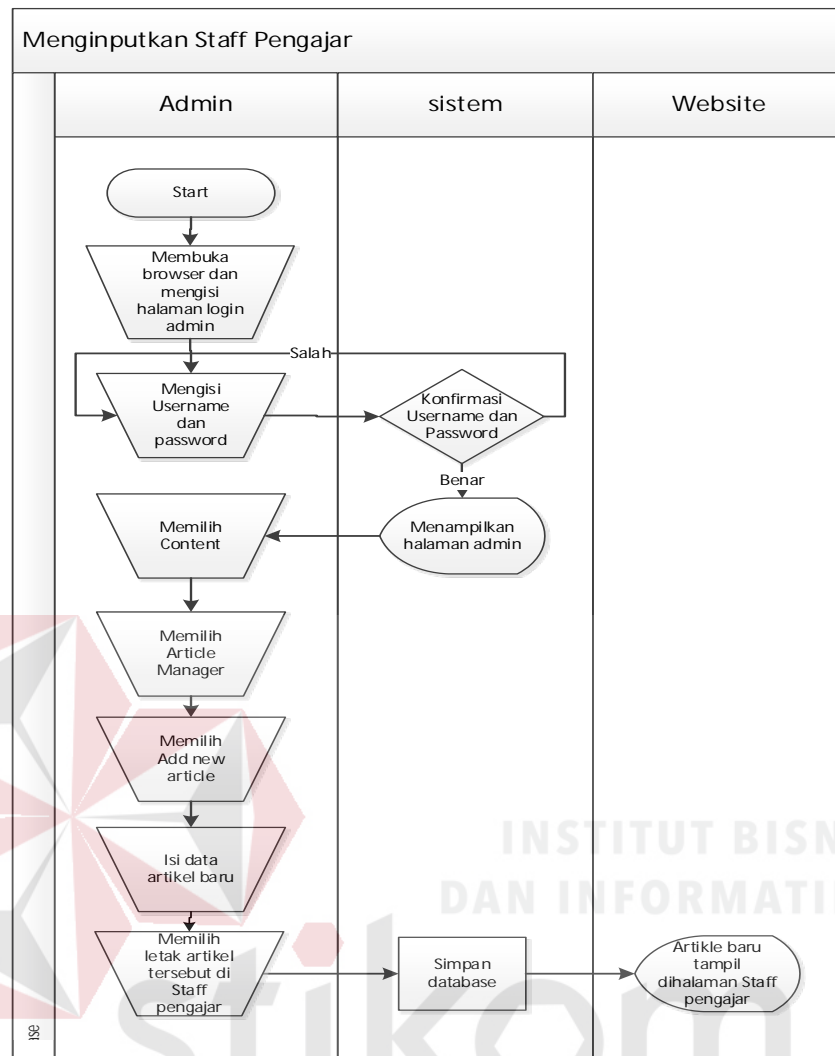 Menginputkan Staff Pengajar
Admin
sistem
Website
Start
Membuka
browser dan
mengisi
halaman login
admin
Salah
Mengisi
Username
dan
password
Konfirmasi
Username dan
Password
Benar
Memilih
Content
Menampilkan
halaman admin
Memilih
Article
Manager
Memilih
Add new
article
INSTITUT BISN
DAN INFORMATIK
Isi data
artikel baru
Memilih
letak artikel
tersebut di
Staff
pengajar
Simpan
database
Artikle baru
tampil
dihalaman Staff
pengajar
stikom